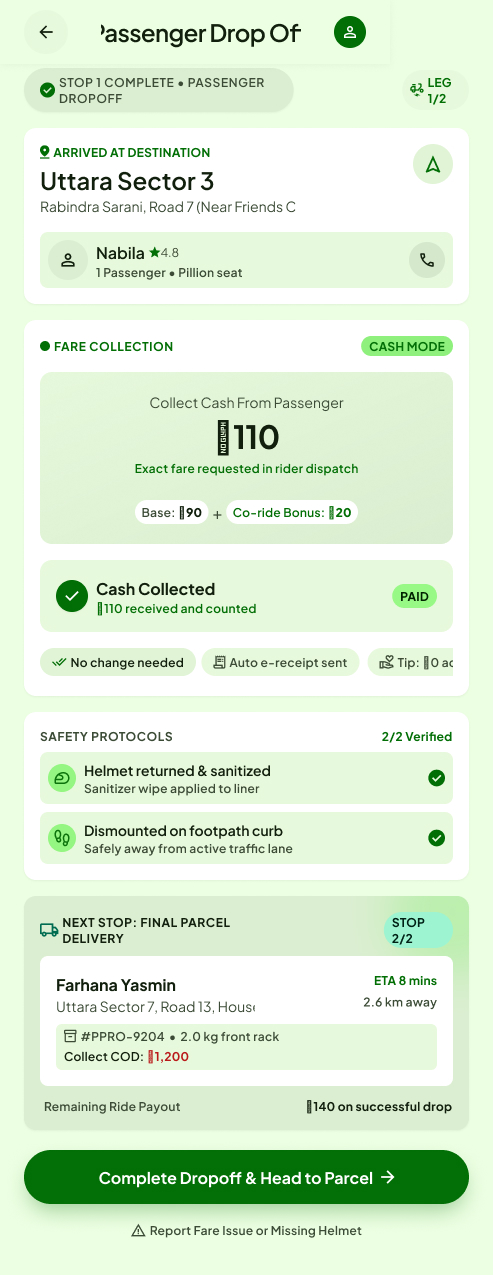 Passenger Drop Of
STOP 1 COMPLETE • PASSENGER
DROPOFF
LEG
1/2
ARRIVED AT DESTINATION
Uttara Sector 3
Rabindra Sarani, Road 7 (Near Friends C
Nabila ★4.8
1 Passenger • Pillion seat
FARE COLLECTION
CASH MODE
Collect Cash From Passenger
110
Exact fare requested in rider dispatch
Base: 90 + Co-ride Bonus: 20
Cash Collected
110 received and counted
PAID
No change needed
Auto e-receipt sent
Tip: 0 ac
SAFETY PROTOCOLS
2/2 Verified
Helmet returned & sanitized
Sanitizer wipe applied to liner
Dismounted on footpath curb
Safely away from active traffic lane
NEXT STOP: FINAL PARCEL
DELIVERY
STOP
2/2
Farhana Yasmin
ETA 8 mins
Uttara Sector 7, Road 13, House
2.6 km away
#PPRO-9204 • 2.0 kg front rack
Collect COD: 1,200
Remaining Ride Payout
140 on successful drop
Complete Dropoff & Head to Parcel →
Report Fare Issue or Missing Helmet